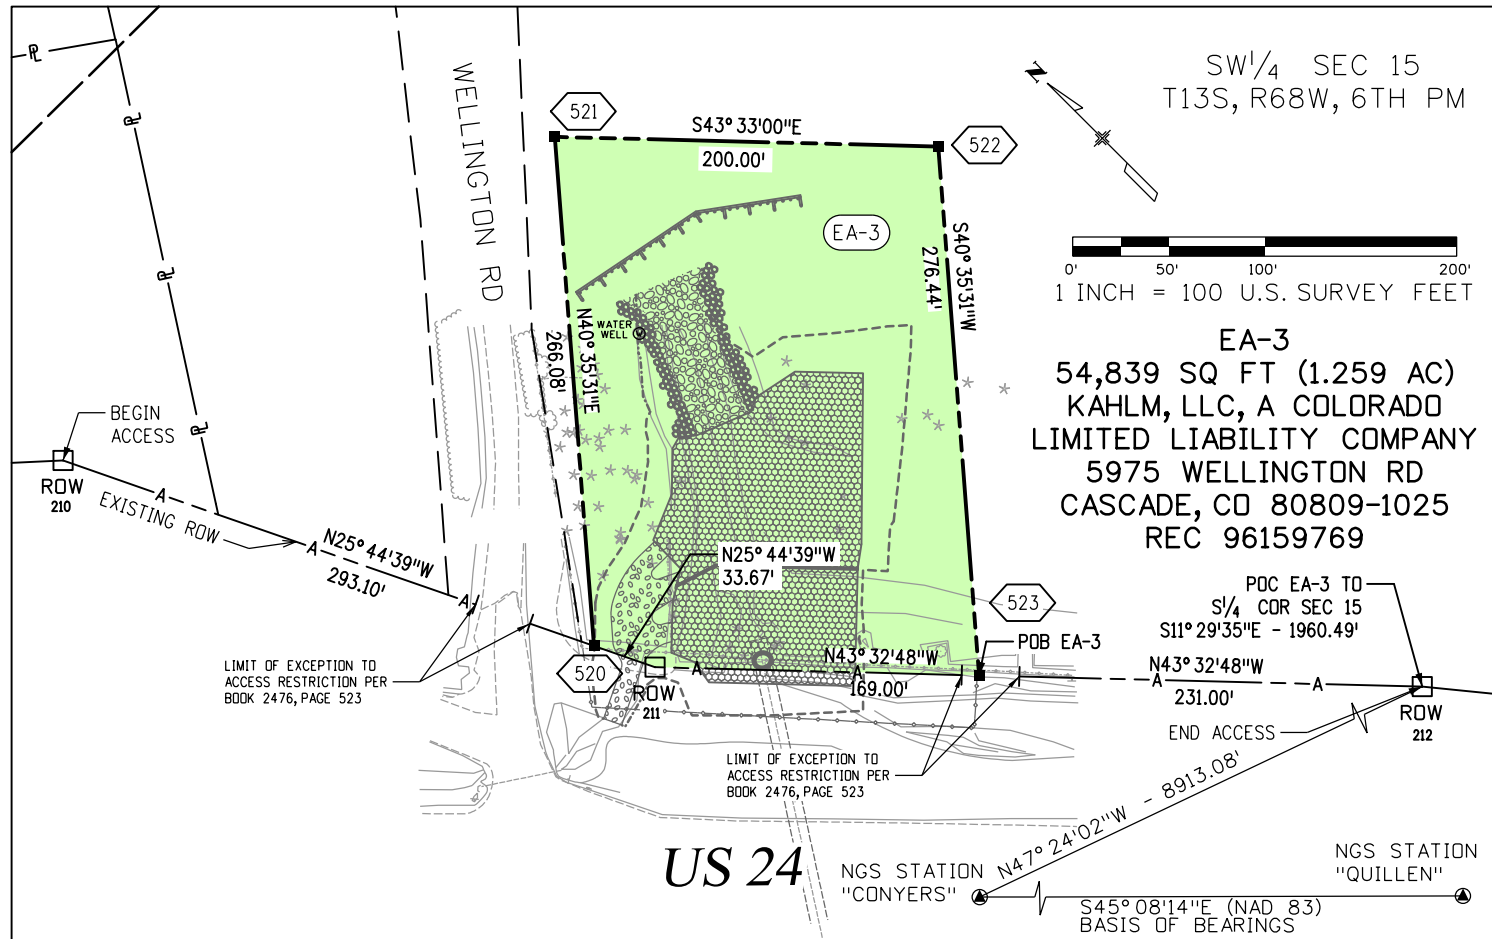 SW1/4 SEC 15
T13S, R68W, 6TH PM
N
0' 50' 100' 200'
1 INCH = 100 U.S. SURVEY FEET
EA-3
54,839 SQ FT (1.259 AC)
KAHLM, LLC, A COLORADO
LIMITED LIABILITY COMPANY
5975 WELLINGTON RD
CASCADE, CO 80809-1025
REC 96159769
PL
PL
PL
PL
WELLINGTON RD
521
S43°33'00"E
200.00'
522
EA-3
S40°35'31"W
276.44'
N40°35'31"E
266.08'
WATER
WELL
BEGIN
ACCESS
ROW
210
A
EXISTING ROW
A
N25°44'39"W
293.10'
A
N25°44'39"W
33.67'
LIMIT OF EXCEPTION TO
ACCESS RESTRICTION PER
BOOK 2476, PAGE 523
520
ROW
211
A
N43°32'48"W
A
169.00'
523
POB EA-3
POC EA-3 TO
S1/4 COR SEC 15
S11°29'35"E - 1960.49'
N43°32'48"W
A
231.00'
A
ROW
212
END ACCESS
LIMIT OF EXCEPTION TO
ACCESS RESTRICTION PER
BOOK 2476, PAGE 523
US 24
N47°24'02"W - 8913.08'
NGS STATION
"CONYERS"
NGS STATION
"QUILLEN"
S45°08'14"E (NAD 83)
BASIS OF BEARINGS